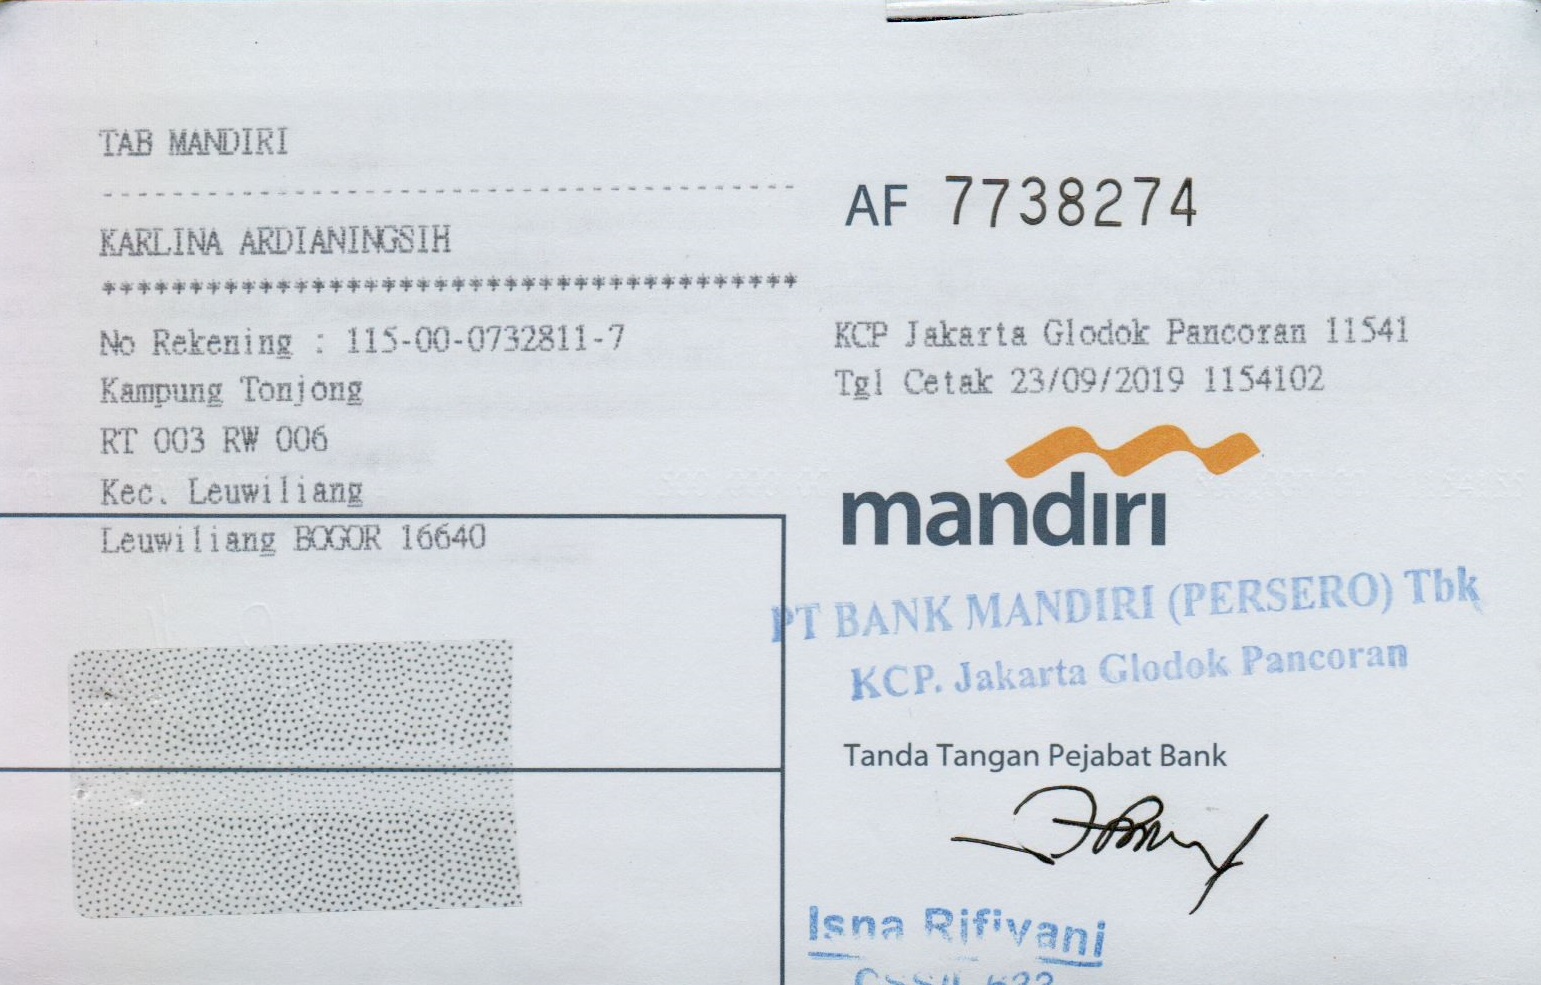 TAB MANDIRI
KARLINA ARDIANINGSIH
****************************************
No Rekening : 115-00-0732811-7
Kampung Tonjong
RT 003 RW 006
Kec. Leuwiliang
Leuwiliang BOGOR 16640
AF 7738274
KCP Jakarta Glodok Pancoran 11541
Tgl Cetak 23/09/2019 1154102
mandırı
PT BANK MANDIRI (PERSERO) Tbk
KCP. Jakarta Glodok Pancoran
Tanda Tangan Pejabat Bank
Isna Rifiyani